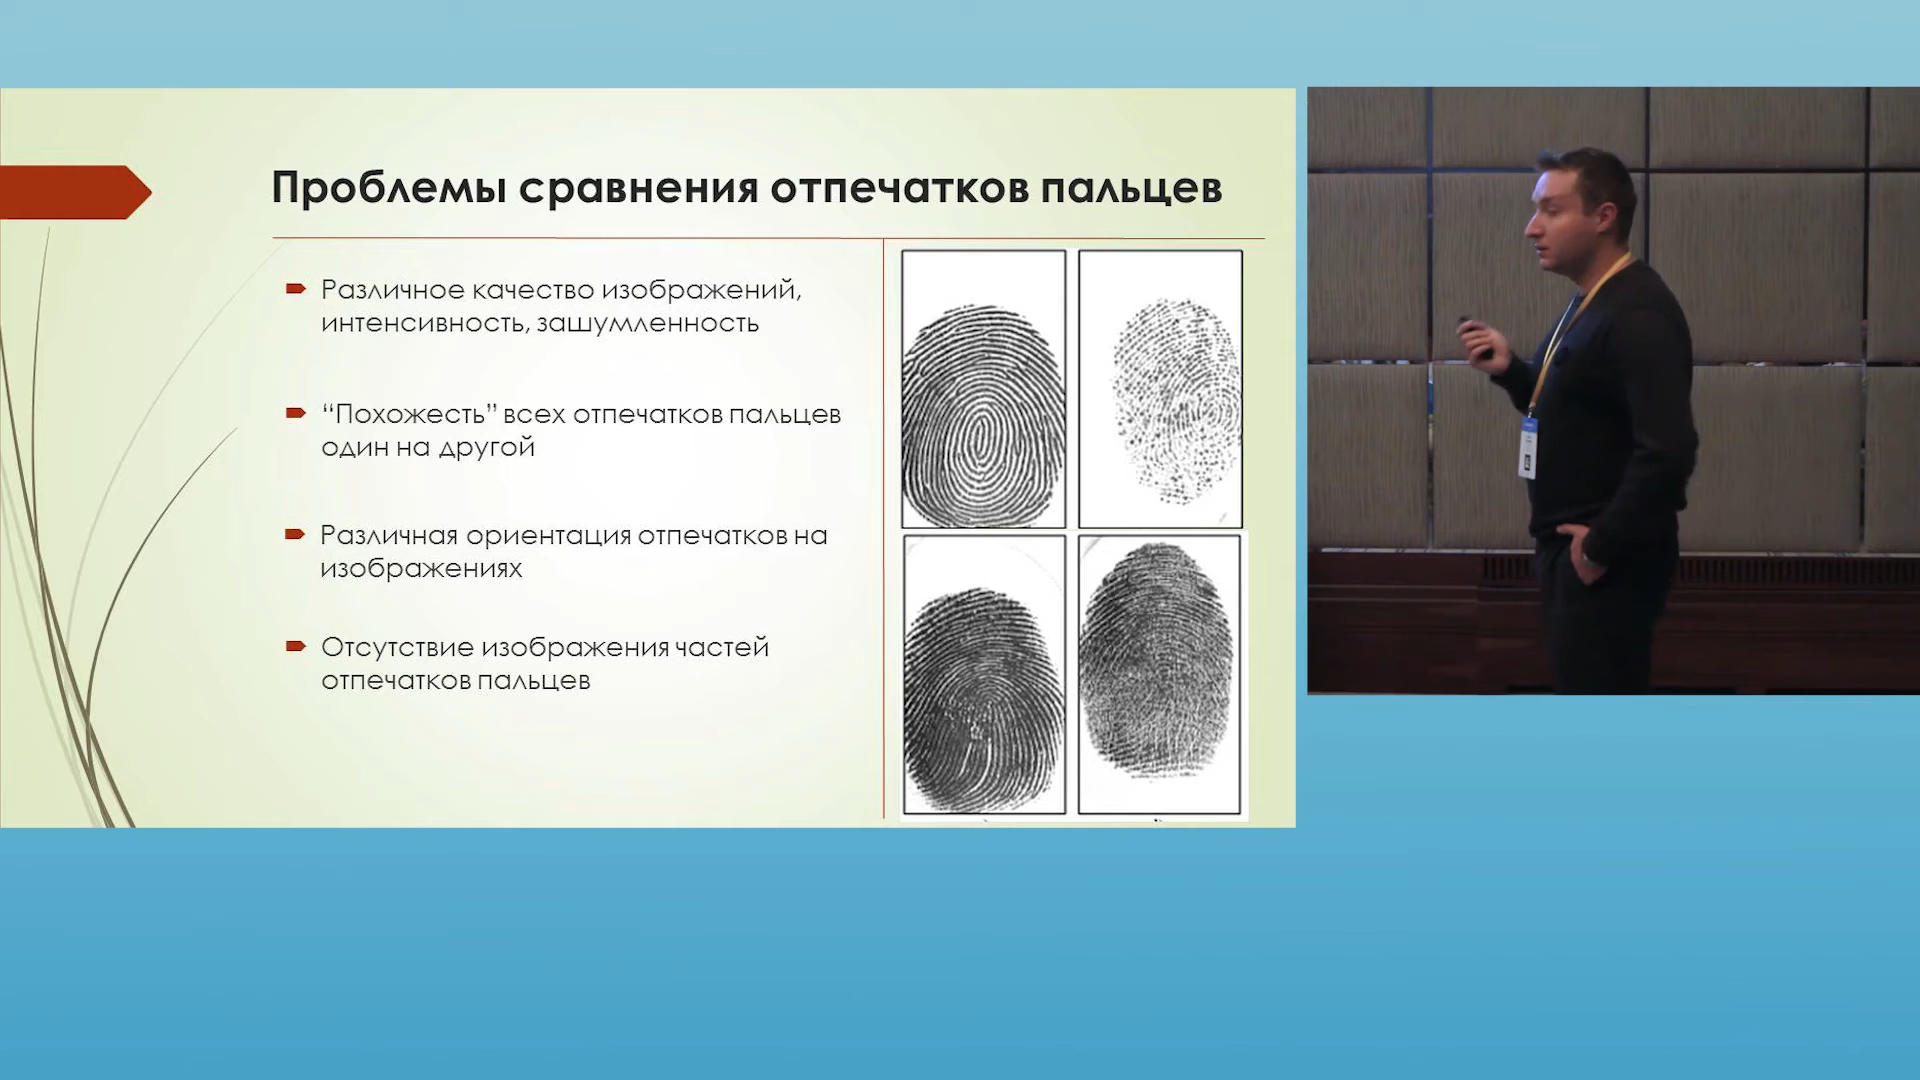 Проблемы сравнения отпечатков пальцев
Различное качество изображений,
интенсивность, зашумленность
“Похожесть” всех отпечатков пальцев
один на другой
Различная ориентация отпечатков на
изображениях
Отсутствие изображения частей
отпечатков пальцев